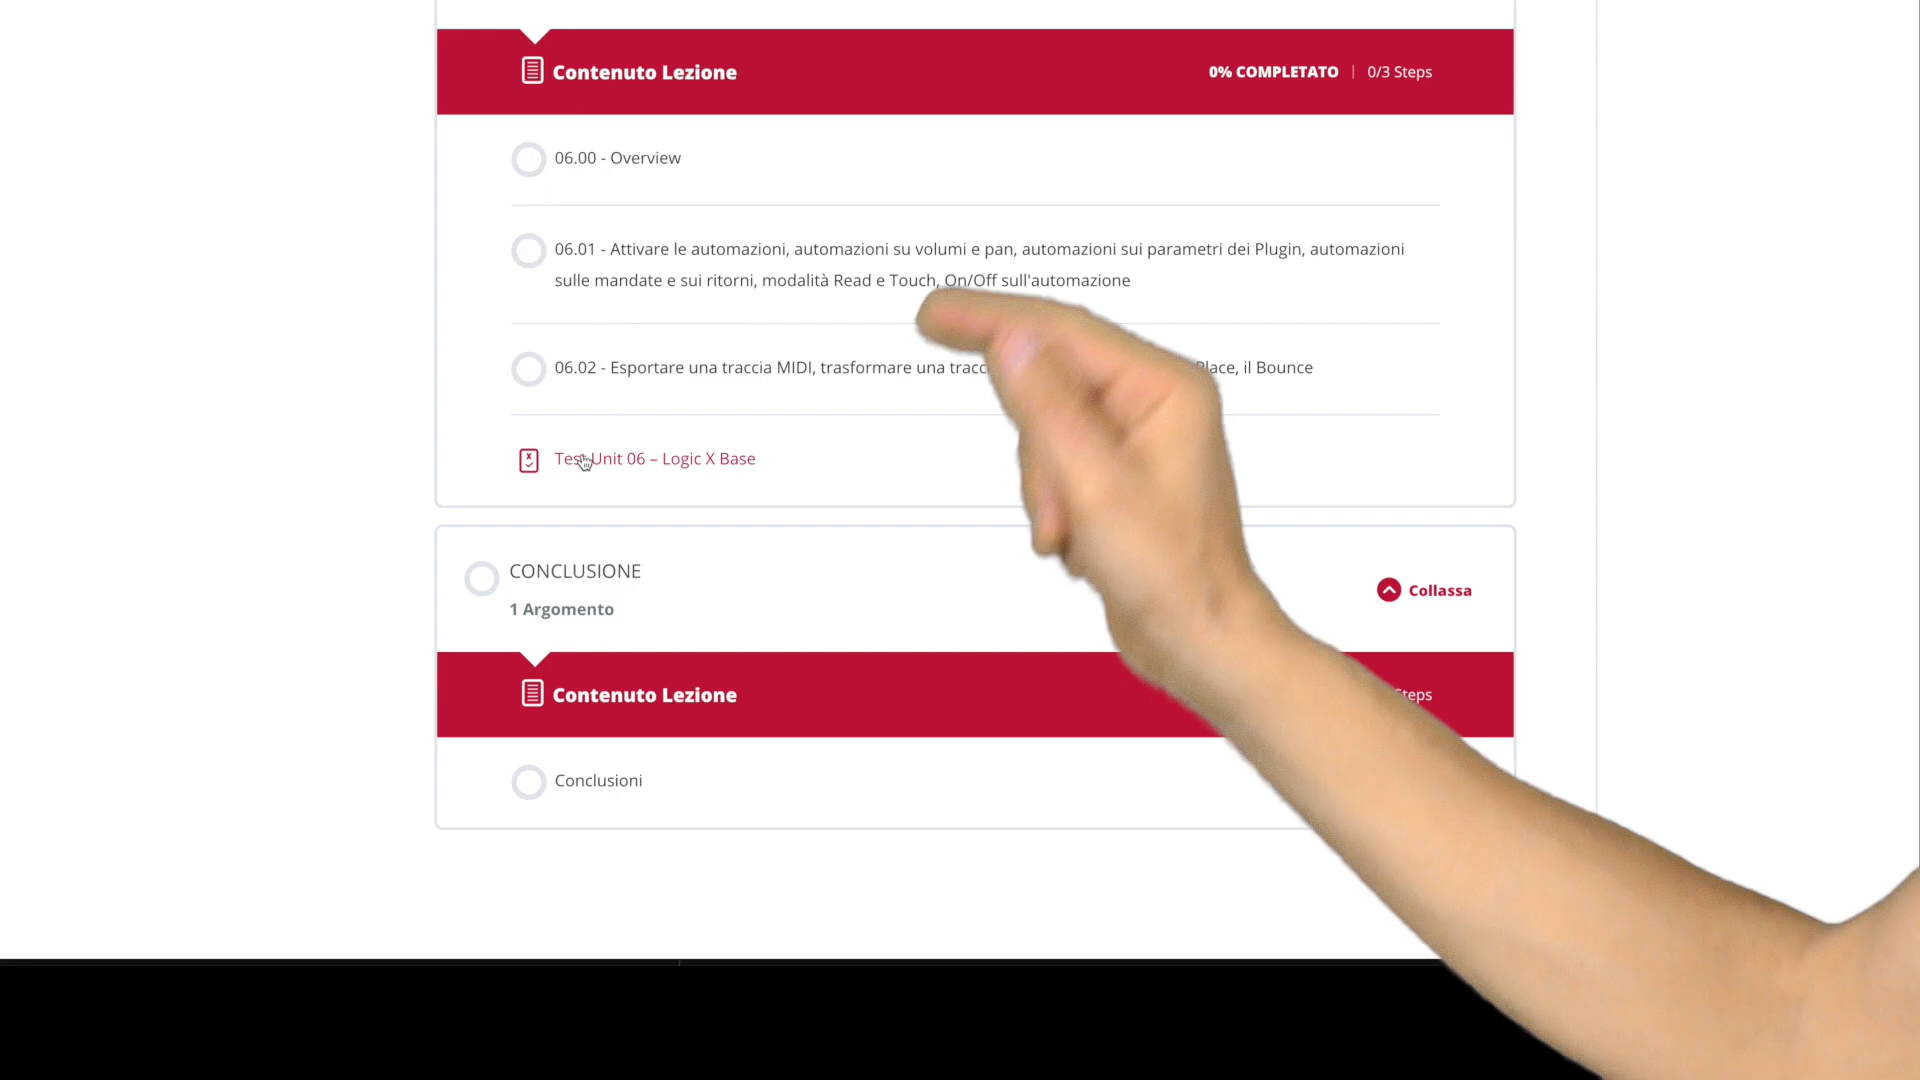 Contenuto Lezione 0% COMPLETATO | 0/3 Steps
06.00 - Overview
06.01 - Attivare le automazioni, automazioni su volumi e pan, automazioni sui parametri dei Plugin, automazioni
sulle mandate e sui ritorni, modalità Read e Touch, On/Off sull'automazione
06.02 - Esportare una traccia MIDI, trasformare una Place, il Bounce
Test Unit 06 – Logic X Base
CONCLUSIONE
1 Argomento
Collassa
Contenuto Lezione Steps
Conclusioni